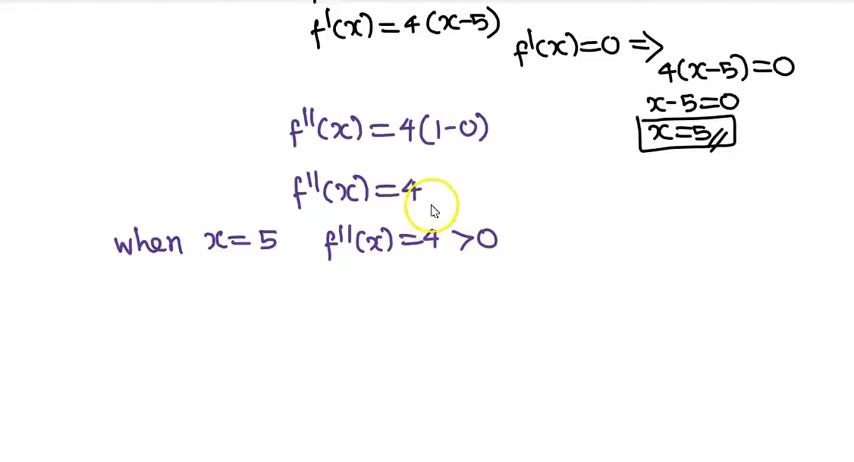 f'(x)=4(x-5)
f'(x)=0 ⇒
4(x-5)=0
x-5=0
x=5//
f''(x)=4(1-0)
f''(x)=4
when x=5 f''(x)=4 >0